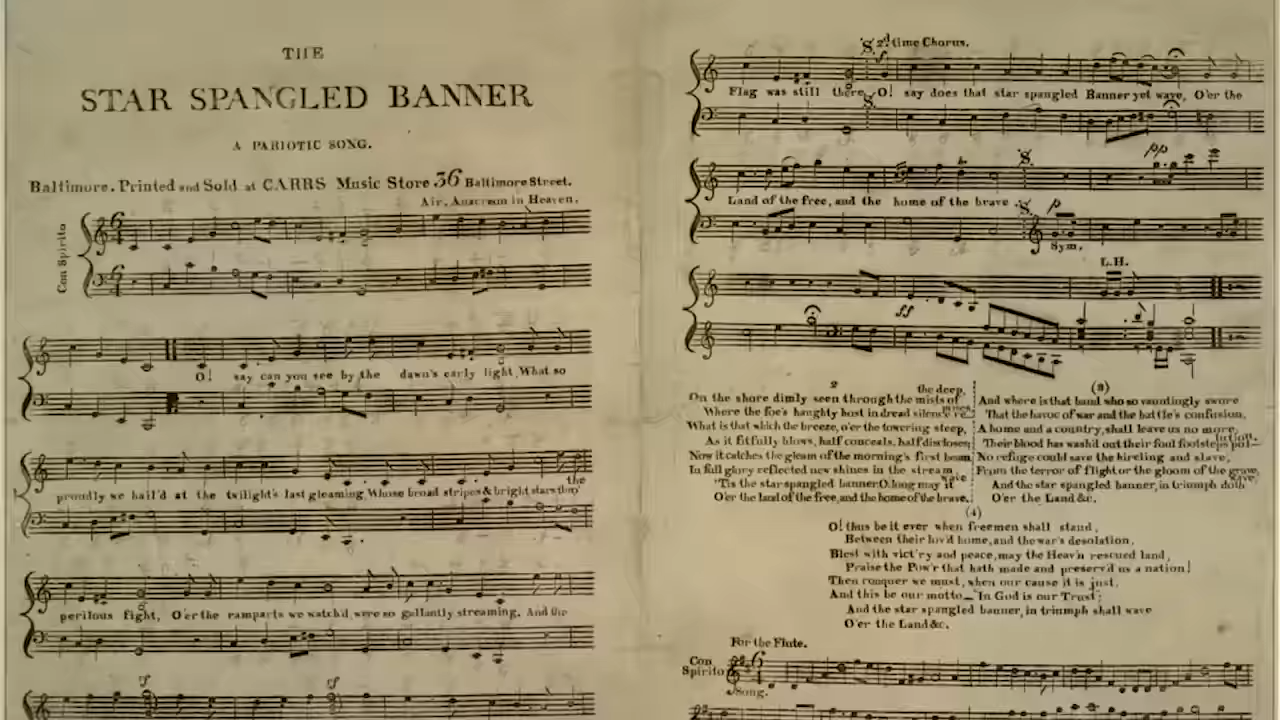 THE
STAR SPANGLED BANNER
A PARIOTIC SONG.
Baltimore. Printed and Sold at CARRS Music Store 36 Baltimore Street.
Air, Anacreon in Heaven.
Con Spirito
O! say can you see by the dawn's early light, What so
proudly we hail'd at the twilight's last gleaming, Whose broad stripes & bright stars thro' the
perilous fight, O'er the ramparts we watch'd, were so gallantly streaming, And the
sf sf
2d time Chorus.
Flag was still there, O! say does that star spangled Banner yet wave, O'er the
pp
Land of the free, and the home of the brave.
p
Sym.
L.H.
ff
2
On the shore dimly seen through the mists of the deep,
Where the foe's haughty host in dread silence
What is that which the breeze, o'er the towering steep,
As it fitfully blows, half conceals, half discloses;
Now it catches the gleam of the morning's first beam,
In full glory reflected new shines in the stream,
'Tis the star spangled banner O. long may it wave
O'er the land of the free, and the home of the brave.
(3)
And where is that band who so vauntingly swore
That the havoc of war and the battle's confusion,
A home and a country, shall leave us no more,
Their blood has wash'd out their foul footsteps pol-lution,
No refuge could save the hireling and slave,
From the terror of flight or the gloom of the grave,
And the star spangled banner, in triumph doth wave,
O'er the Land &c.
(4)
O! thus be it ever when freemen shall stand,
Between their lov'd home, and the war's desolation,
Blest with vict'ry and peace, may the Heav'n rescued land,
Praise the Pow'r that hath made and preserv'd us a nation!
Then conquer we must, when our cause it is just,
And this be our motto_"In God is our Trust;
And the star spangled banner, in triumph shall wave
O'er the Land &c.
For the Flute.
Con Spirito
Song.